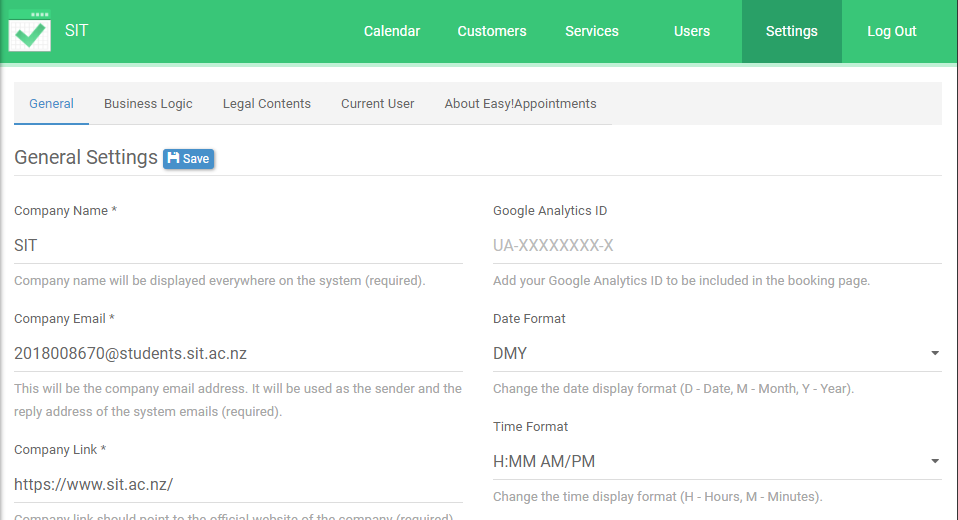 SIT
Calendar
Customers
Services
Users
Settings
Log Out
General
Business Logic
Legal Contents
Current User
About Easy!Appointments
General Settings
Save
Company Name *
SIT
Company name will be displayed everywhere on the system (required).
Company Email *
2018008670@students.sit.ac.nz
This will be the company email address. It will be used as the sender and the
reply address of the system emails (required).
Company Link *
https://www.sit.ac.nz/
Company link should point to the official website of the company (required)
Google Analytics ID
UA-XXXXXXXX-X
Add your Google Analytics ID to be included in the booking page.
Date Format
DMY
Change the date display format (D - Date, M - Month, Y - Year).
Time Format
H:MM AM/PM
Change the time display format (H - Hours, M - Minutes).